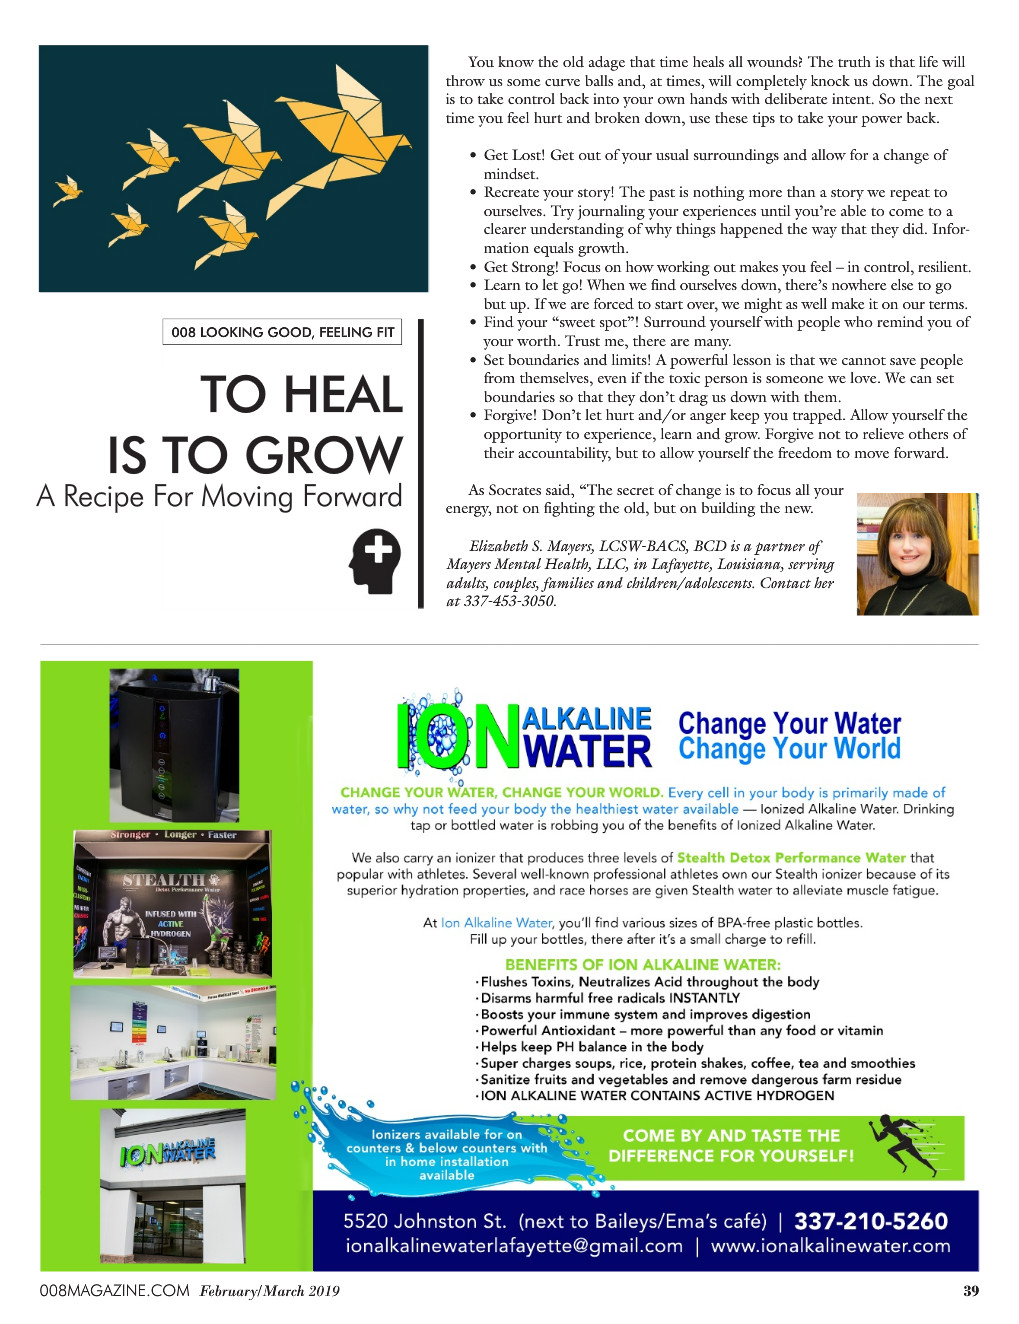 008 LOOKING GOOD, FEELING FIT
TO HEAL
IS TO GROW
A Recipe For Moving Forward
You know the old adage that time heals all wounds? The truth is that life will
throw us some curve balls and, at times, will completely knock us down. The goal
is to take control back into your own hands with deliberate intent. So the next
time you feel hurt and broken down, use these tips to take your power back.
• Get Lost! Get out of your usual surroundings and allow for a change of
mindset.
• Recreate your story! The past is nothing more than a story we repeat to
ourselves. Try journaling your experiences until you're able to come to a
clearer understanding of why things happened the way that they did. Infor-
mation equals growth.
• Get Strong! Focus on how working out makes you feel – in control, resilient.
• Learn to let go! When we find ourselves down, there's nowhere else to go
but up. If we are forced to start over, we might as well make it on our terms.
• Find your "sweet spot"! Surround yourself with people who remind you of
your worth. Trust me, there are many.
• Set boundaries and limits! A powerful lesson is that we cannot save people
from themselves, even if the toxic person is someone we love. We can set
boundaries so that they don't drag us down with them.
• Forgive! Don't let hurt and/or anger keep you trapped. Allow yourself the
opportunity to experience, learn and grow. Forgive not to relieve others of
their accountability, but to allow yourself the freedom to move forward.
As Socrates said, "The secret of change is to focus all your
energy, not on fighting the old, but on building the new.
Elizabeth S. Mayers, LCSW-BACS, BCD is a partner of
Mayers Mental Health, LLC, in Lafayette, Louisiana, serving
adults, couples, families and children/adolescents. Contact her
at 337-453-3050.
Stronger • Longer • Faster
STEALTH
Detox Performance Water
INFUSED WITH
ACTIVE
HYDROGEN
ION ALKALINE
WATER
ION ALKALINE
WATER
Change Your Water
Change Your World
CHANGE YOUR WATER, CHANGE YOUR WORLD. Every cell in your body is primarily made of
water, so why not feed your body the healthiest water available — Ionized Alkaline Water. Drinking
tap or bottled water is robbing you of the benefits of Ionized Alkaline Water.
We also carry an ionizer that produces three levels of Stealth Detox Performance Water that
popular with athletes. Several well-known professional athletes own our Stealth ionizer because of its
superior hydration properties, and race horses are given Stealth water to alleviate muscle fatigue.
At Ion Alkaline Water, you'll find various sizes of BPA-free plastic bottles.
Fill up your bottles, there after it's a small charge to refill.
BENEFITS OF ION ALKALINE WATER:
·Flushes Toxins, Neutralizes Acid throughout the body
·Disarms harmful free radicals INSTANTLY
·Boosts your immune system and improves digestion
·Powerful Antioxidant – more powerful than any food or vitamin
·Helps keep PH balance in the body
·Super charges soups, rice, protein shakes, coffee, tea and smoothies
·Sanitize fruits and vegetables and remove dangerous farm residue
·ION ALKALINE WATER CONTAINS ACTIVE HYDROGEN
Ionizers available for on
counters & below counters with
in home installation
available
COME BY AND TASTE THE
DIFFERENCE FOR YOURSELF!
5520 Johnston St. (next to Baileys/Ema's café) | 337-210-5260
ionalkalinewaterlafayette@gmail.com | www.ionalkalinewater.com
008MAGAZINE.COM February/March 2019
39